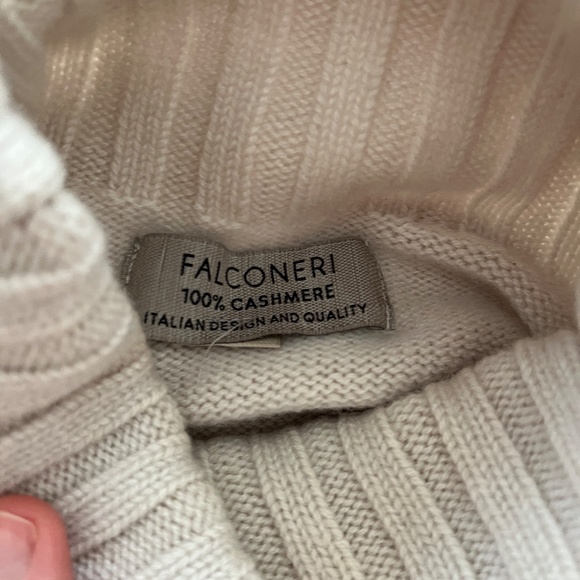 FALCONERI
100% CASHMERE
ITALIAN DESIGN AND QUALITY